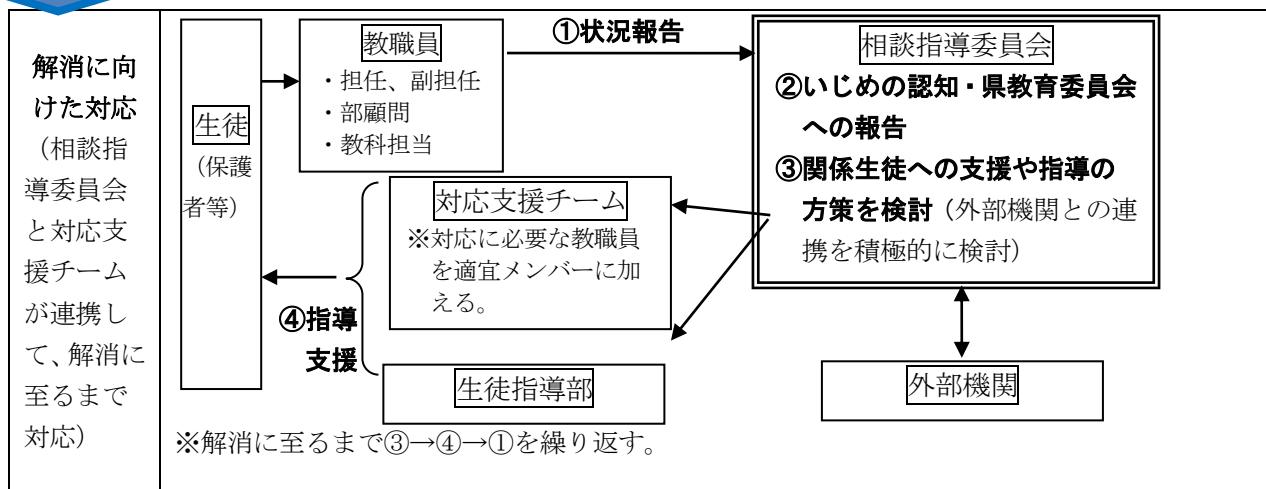 解消に向
けた対応
（相談指
導委員会
と対応支
援チーム
が連携し
て、解消に
至るまで
対応）
生徒
（保護
者等）
教職員
・担任、副担任
・部顧問
・教科担当
①状況報告
相談指導委員会
②いじめの認知・県教育委員会
への報告
③関係生徒への支援や指導の
方策を検討（外部機関との連
携を積極的に検討）
対応支援チーム
※対応に必要な教職員
を適宜メンバーに加
える。
④指導
支援
生徒指導部
外部機関
※解消に至るまで③→④→①を繰り返す。